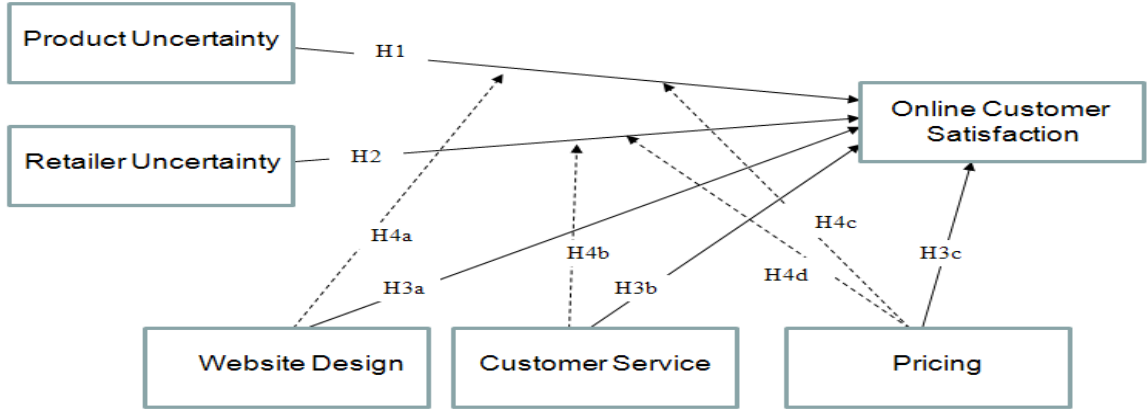 Product Uncertainty
H1
Online Customer
Satisfaction
Retailer Uncertainty
H2
H4a
H4b
H4c
H4d
H3a
H3b
H3c
Website Design
Customer Service
Pricing